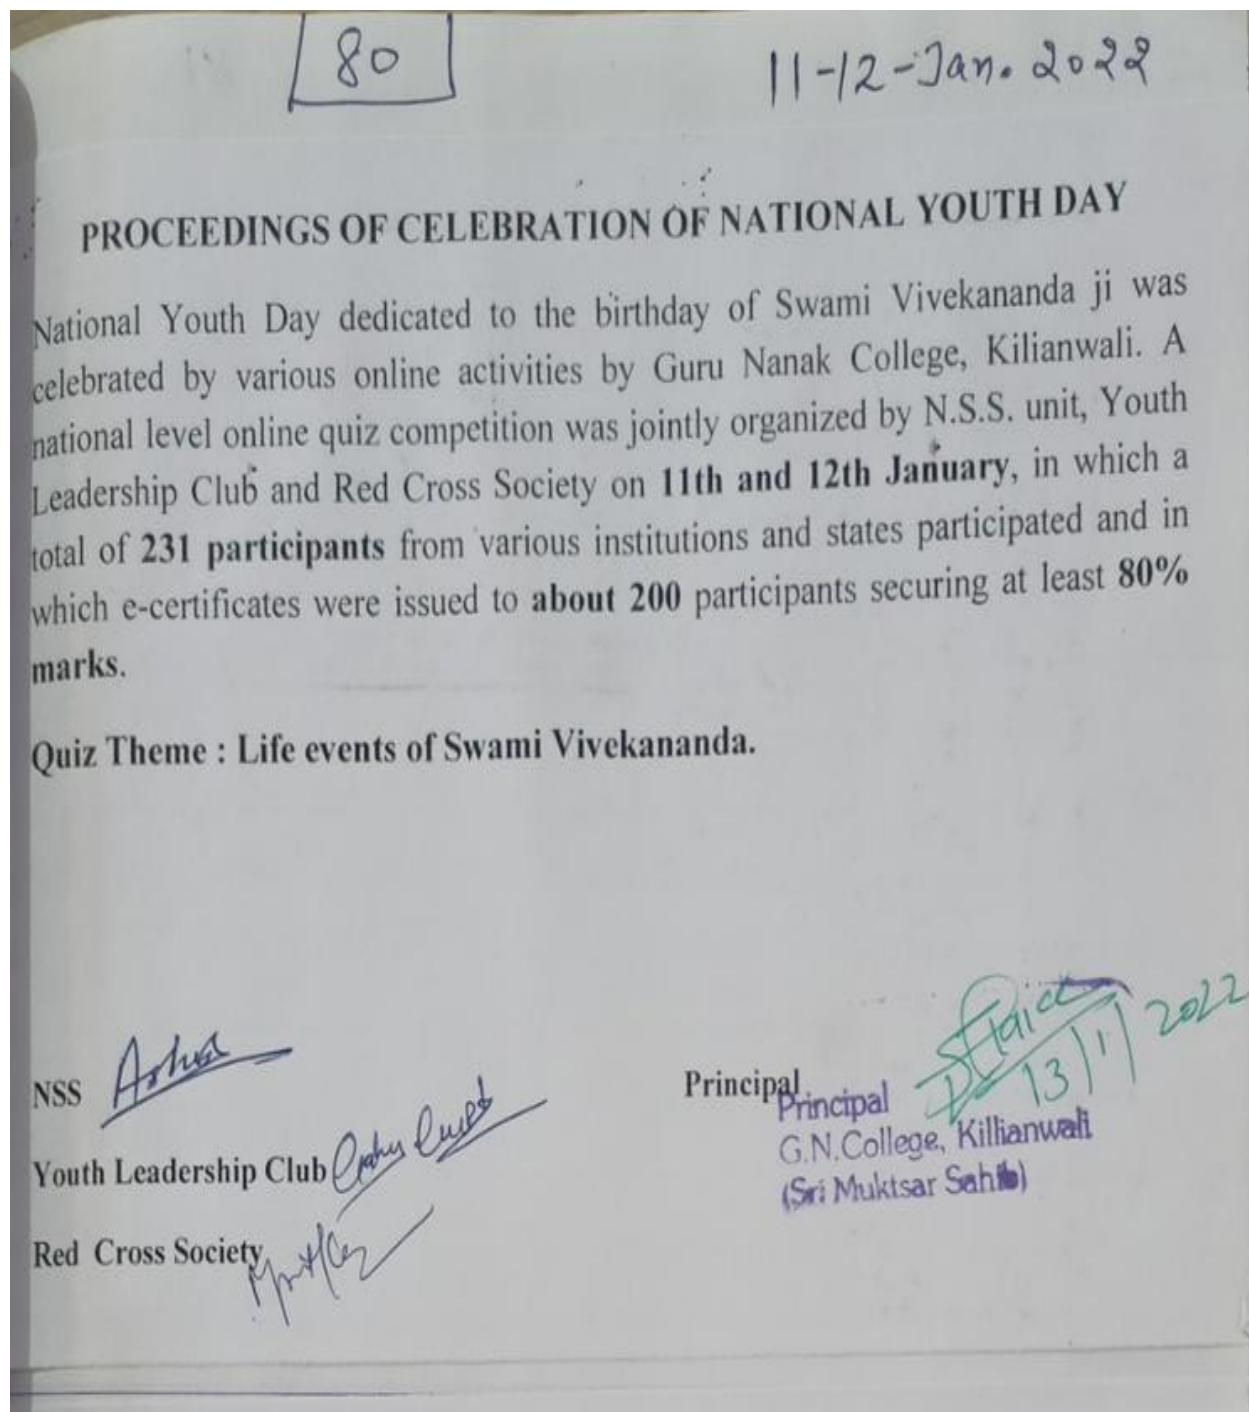 80
11-12-Jan. 2022
PROCEEDINGS OF CELEBRATION OF NATIONAL YOUTH DAY
National Youth Day dedicated to the birthday of Swami Vivekananda ji was
celebrated by various online activities by Guru Nanak College, Kilianwali. A
national level online quiz competition was jointly organized by N.S.S. unit, Youth
Leadership Club and Red Cross Society on 11th and 12th January, in which a
total of 231 participants from various institutions and states participated and in
which e-certificates were issued to about 200 participants securing at least 80%
marks.
Quiz Theme : Life events of Swami Vivekananda.
13/1/2022
NSS
Principal
Principal
G.N.College, Killianwali
(Sri Muktsar Sahib)
Youth Leadership Club
Red Cross Society